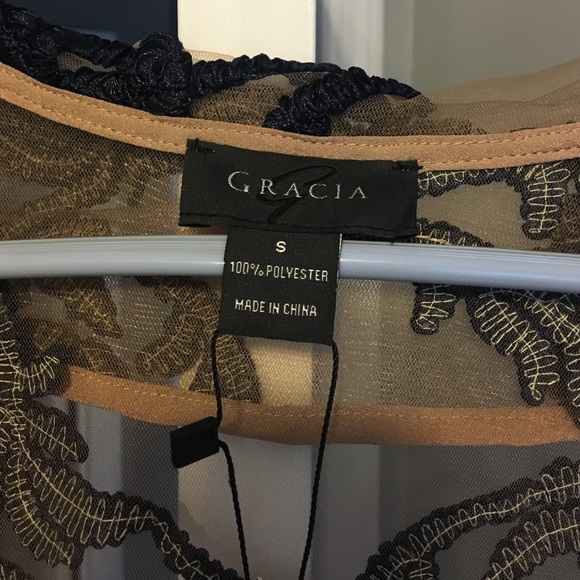 GRACIA
S
100% POLYESTER
MADE IN CHINA